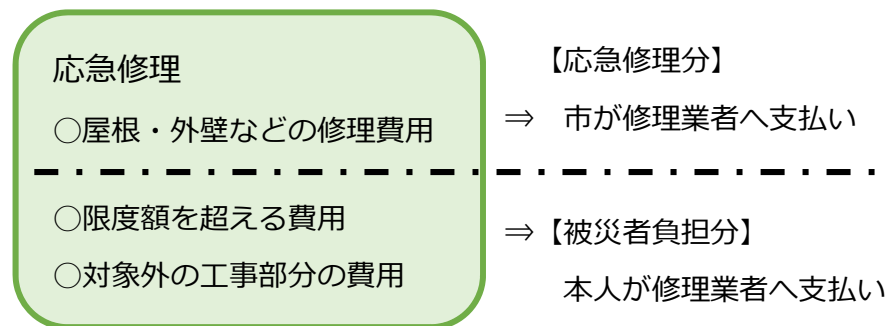 応急修理
○屋根・外壁などの修理費用
【応急修理分】
⇒ 市が修理業者へ支払い
○限度額を超える費用
○対象外の工事部分の費用
⇒【被災者負担分】
本人が修理業者へ支払い